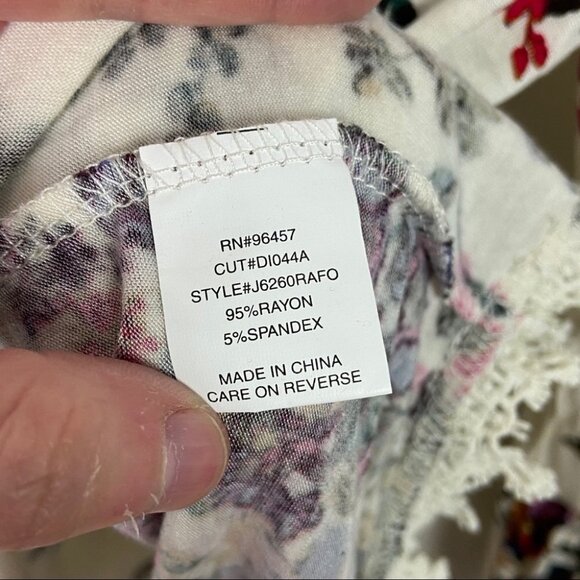 RN#96457
CUT#DI044A
STYLE#J6260RAFO
95%RAYON
5%SPANDEX
MADE IN CHINA
CARE ON REVERSE